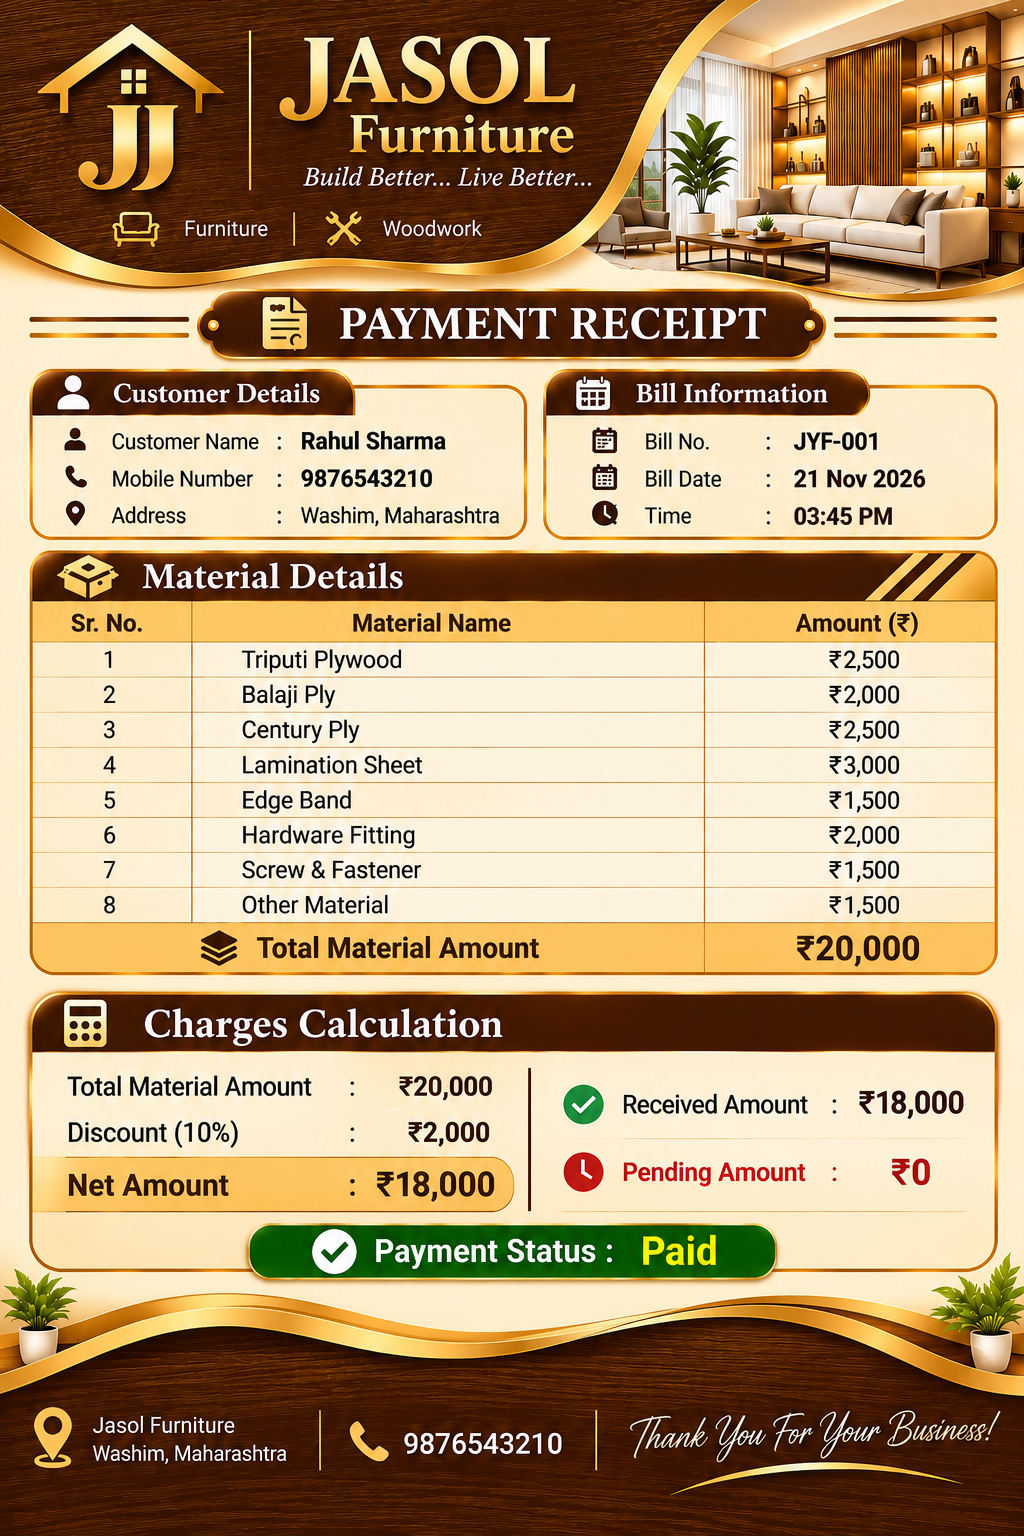 JJ
JASOL
Furniture
Build Better... Live Better...
Furniture
Woodwork
PAYMENT RECEIPT
Customer Details
Customer Name : Rahul Sharma
Mobile Number : 9876543210
Address : Washim, Maharashtra
Bill Information
Bill No. : JYF-001
Bill Date : 21 Nov 2026
Time : 03:45 PM
Material Details
Sr. No. Material Name Amount (₹)
1 Triputi Plywood ₹2,500
2 Balaji Ply ₹2,000
3 Century Ply ₹2,500
4 Lamination Sheet ₹3,000
5 Edge Band ₹1,500
6 Hardware Fitting ₹2,000
7 Screw & Fastener ₹1,500
8 Other Material ₹1,500
Total Material Amount ₹20,000
Charges Calculation
Total Material Amount : ₹20,000
Discount (10%) : ₹2,000
Net Amount : ₹18,000
Received Amount : ₹18,000
Pending Amount : ₹0
Payment Status : Paid
Jasol Furniture
Washim, Maharashtra
9876543210
Thank You For Your Business!